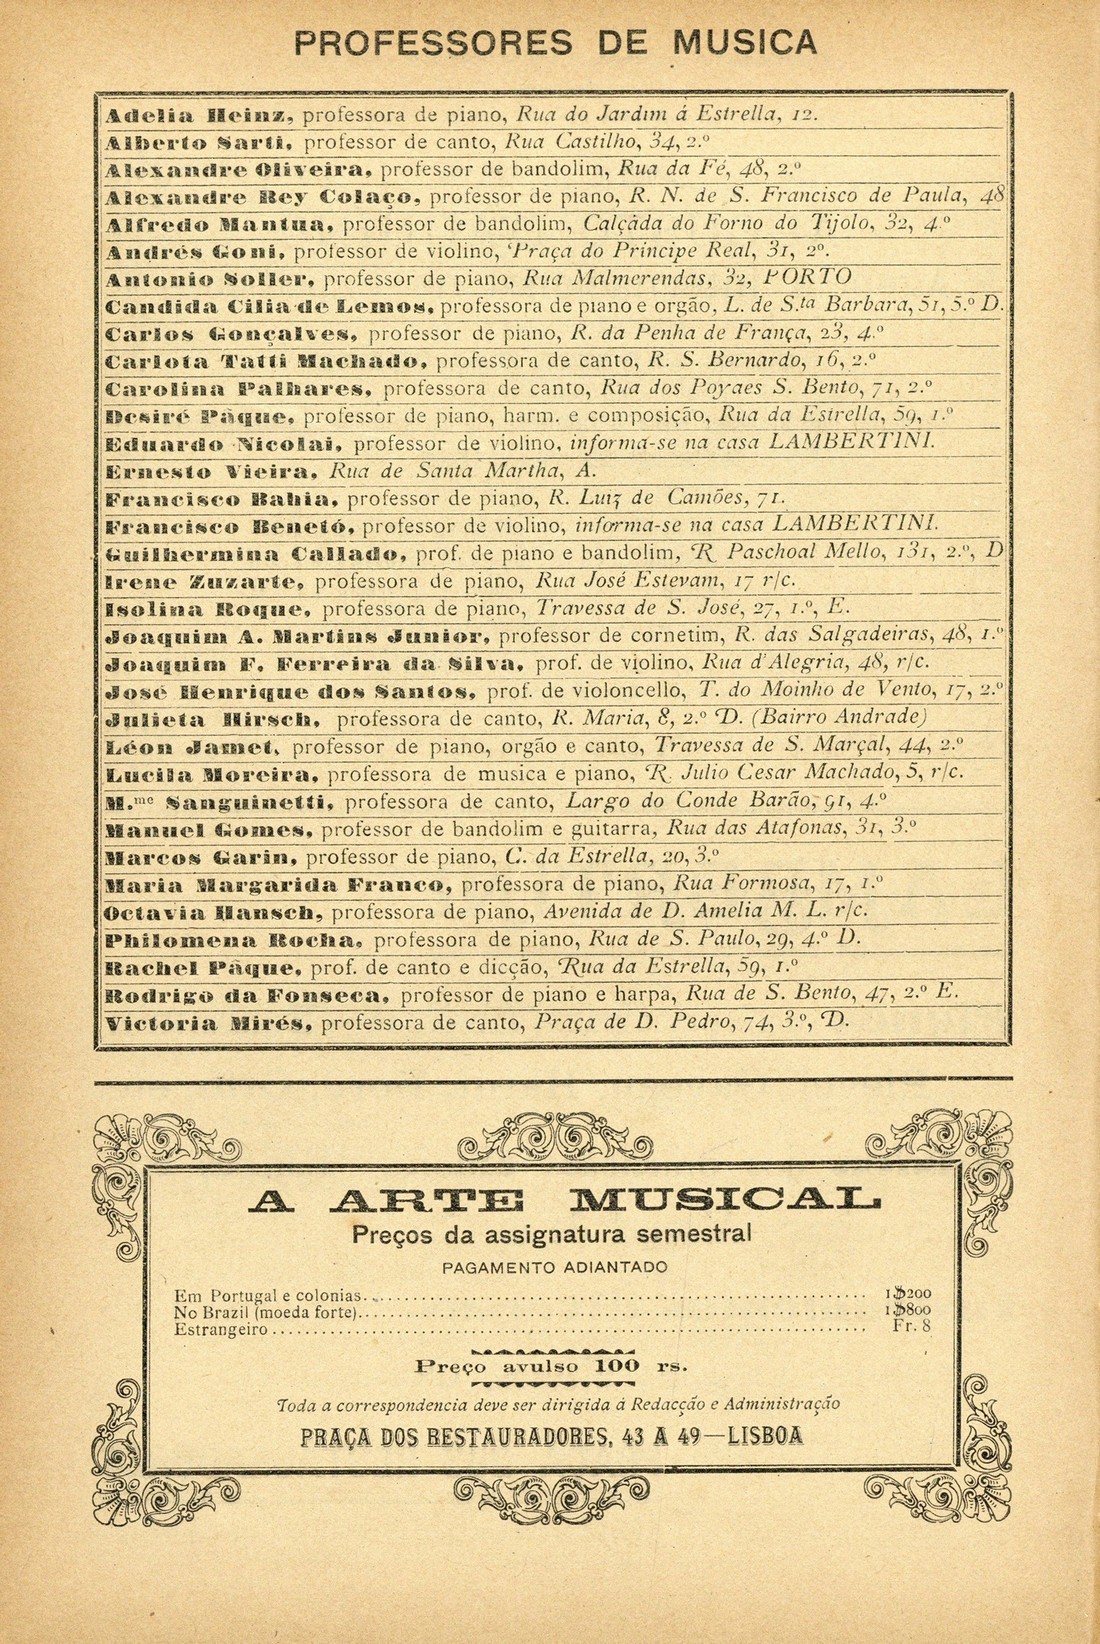 PROFESSORES DE MUSICA
Adelia Heinz, professora de piano, Rua do Jardim á Estrella, 12.
Alberto Sarti, professor de canto, Rua Castilho, 34, 2.º
Alexandre Oliveira, professor de bandolim, Rua da Fé, 48, 2.º
Alexandre Rey Colaço, professor de piano, R. N. de S. Francisco de Paula, 48
Alfredo Mantua, professor de bandolim, Calçada do Forno do Tijolo, 32, 4.º
Andrés Goni, professor de violino, Praça do Principe Real, 31, 2º.
Antonio Soller, professor de piano, Rua Malmerendas, 32, PORTO
Candida Cilia de Lemos, professora de piano e orgão, L. de S.ta Barbara, 51, 5.º D.
Carlos Gonçalves, professor de piano, R. da Penha de França, 23, 4.º
Carlota Tatti Machado, professora de canto, R. S. Bernardo, 16, 2.º
Carolina Palhares, professora de canto, Rua dos Poyaes S. Bento, 71, 2.º
Desiré Pâque, professor de piano, harm. e composição, Rua da Estrella, 59, 1.º
Eduardo Nicolai, professor de violino, informa-se na casa LAMBERTINI.
Ernesto Vieira, Rua de Santa Martha, A.
Francisco Bahia, professor de piano, R. Luiz de Camões, 71.
Francisco Benetó, professor de violino, informa-se na casa LAMBERTINI.
Guilhermina Callado, prof. de piano e bandolim, R. Paschoal Mello, 131, 2.º, D
Irene Zuzarte, professora de piano, Rua José Estevam, 17 r/c.
Isolina Roque, professora de piano, Travessa de S. José, 27, 1.º, E.
Joaquim A. Martins Junior, professor de cornetim, R. das Salgadeiras, 48, 1.º
Joaquim F. Ferreira da Silva, prof. de violino, Rua d'Alegria, 48, r/c.
José Henrique dos Santos, prof. de violoncello, T. do Moinho de Vento, 17, 2.º
Julieta Hirsch, professora de canto, R. Maria, 8, 2.º D. (Bairro Andrade)
Léon Jamet, professor de piano, orgão e canto, Travessa de S. Marçal, 44, 2.º
Lucila Moreira, professora de musica e piano, R. Julio Cesar Machado, 5, r/c.
M.me Sanguinetti, professora de canto, Largo do Conde Barão, 91, 4.º
Manuel Gomes, professor de bandolim e guitarra, Rua das Atafonas, 31, 3.º
Marcos Garin, professor de piano, C. da Estrella, 20, 3.º
Maria Margarida Franco, professora de piano, Rua Formosa, 17, 1.º
Octavia Hansch, professora de piano, Avenida de D. Amelia M. L. r/c.
Philomena Rocha, professora de piano, Rua de S. Paulo, 29, 4.º D.
Rachel Pâque, prof. de canto e dicção, Rua da Estrella, 59, 1.º
Rodrigo da Fonseca, professor de piano e harpa, Rua de S. Bento, 47, 2.º E.
Victoria Mirés, professora de canto, Praça de D. Pedro, 74, 3.º, D.
A ARTE MUSICAL
Preços da assignatura semestral
PAGAMENTO ADIANTADO
Em Portugal e colonias.................... 1$200
No Brazil (moeda forte).................... 1$800
Estrangeiro.................... Fr. 8
Preço avulso 100 rs.
Toda a correspondencia deve ser dirigida á Redacção e Administração
PRAÇA DOS RESTAURADORES, 43 A 49—LISBOA